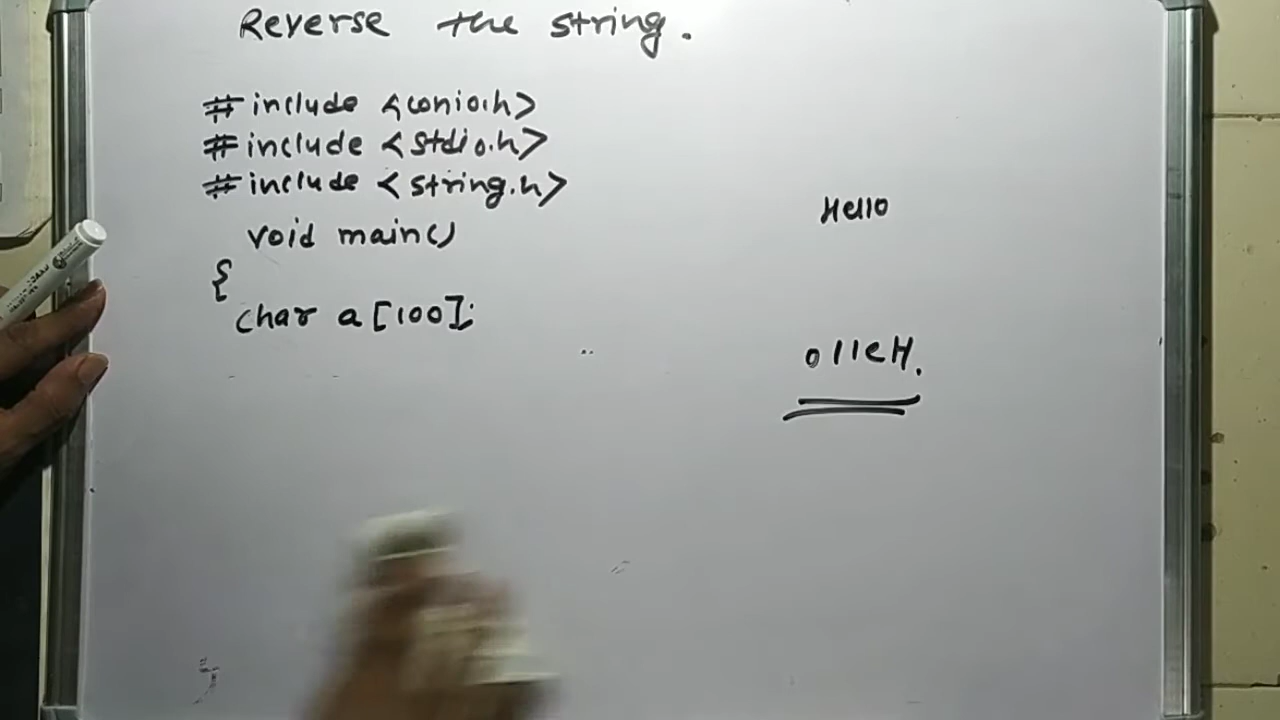 Reverse the string.
# include <conio.h>
# include <stdio.h>
# include <string.h>
void main()
{
char a[100];
Hello
olleH.